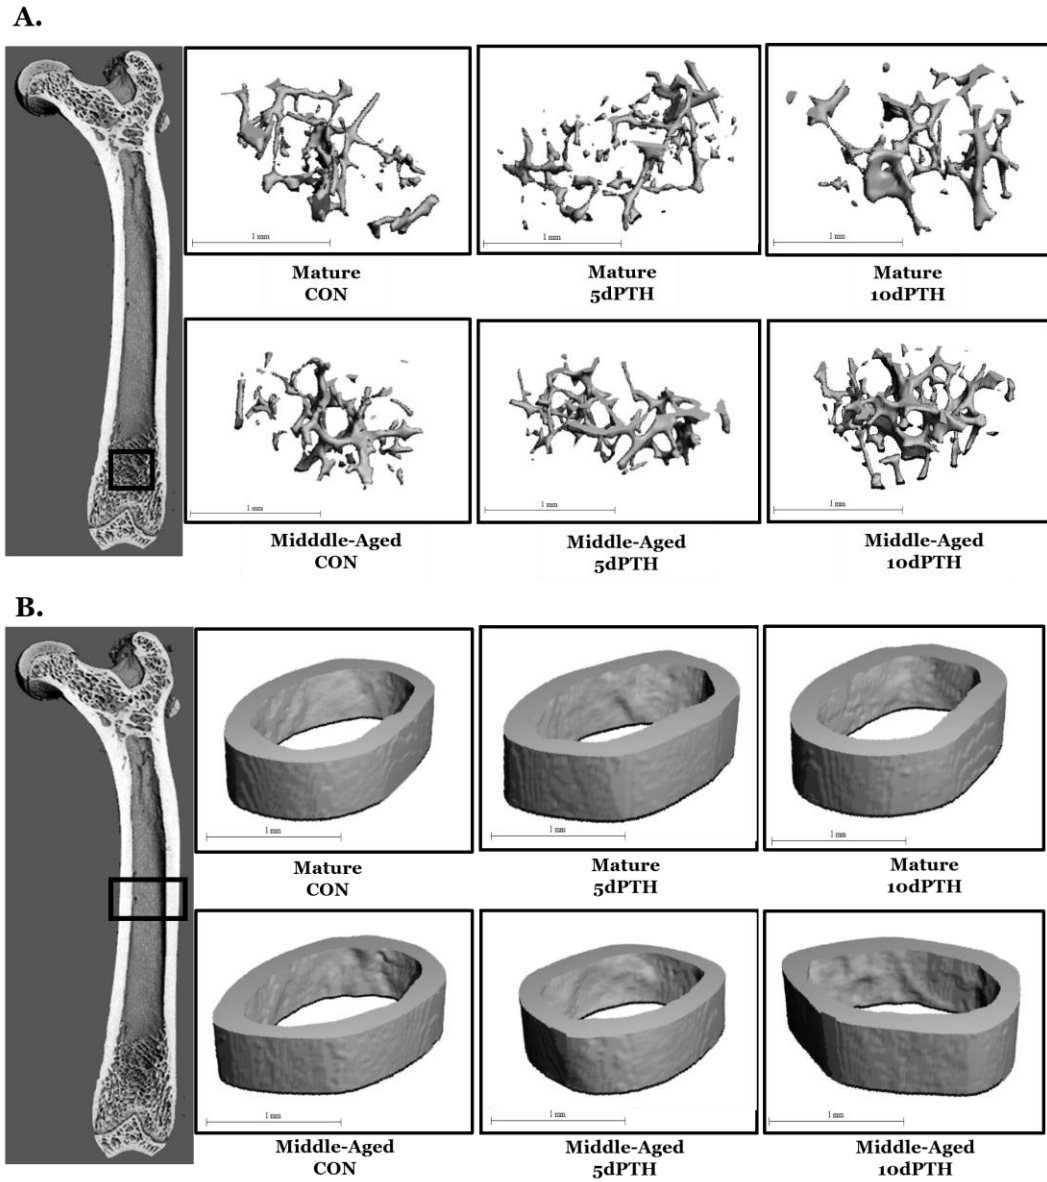 A.
1 mm
1 mm
1 mm
Mature
CON
Mature
5dPTH
Mature
10dPTH
1 mm
1 mm
1 mm
Midddle-Aged
CON
Middle-Aged
5dPTH
Middle-Aged
10dPTH
B.
1 mm
1 mm
1 mm
Mature
CON
Mature
5dPTH
Mature
10dPTH
1 mm
1 mm
1 mm
Middle-Aged
CON
Middle-Aged
5dPTH
Middle-Aged
10dPTH